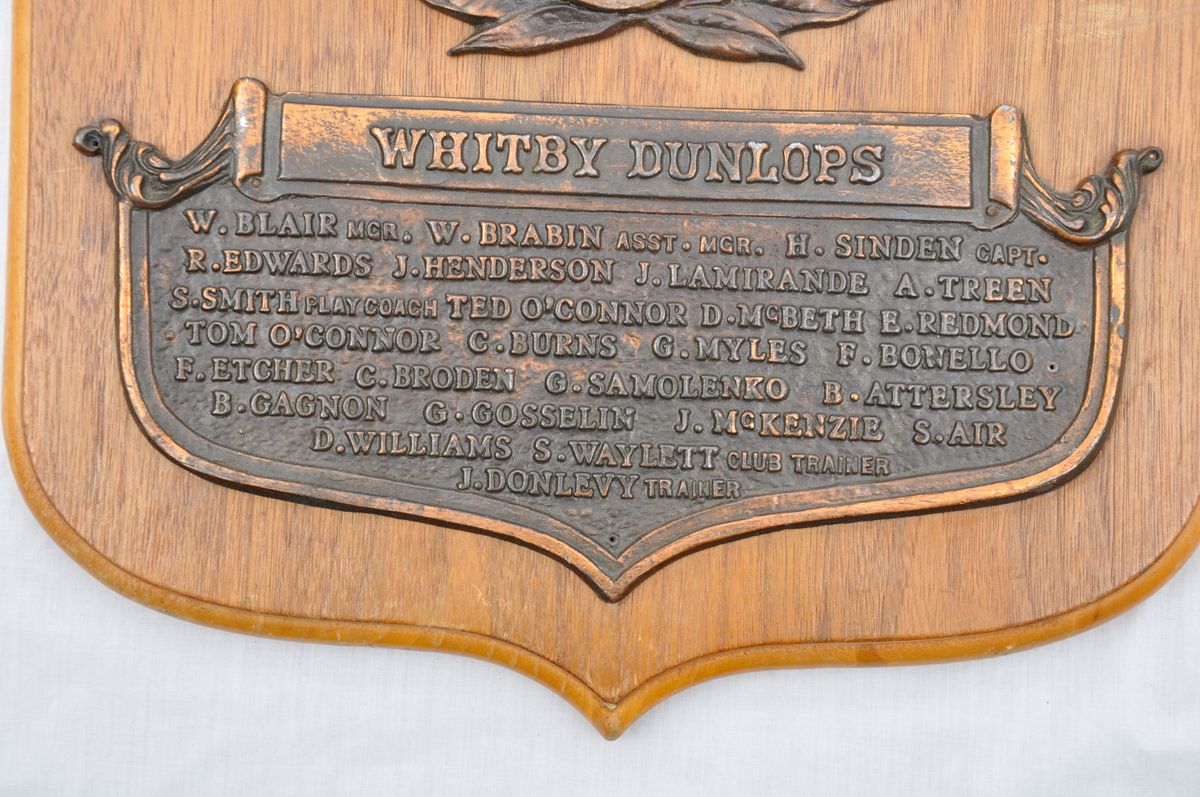 WHITBY DUNLOPS
W. BLAIR MGR. W. BRABIN ASST. MGR. H. SINDEN CAPT.
R. EDWARDS J. HENDERSON J. LAMIRANDE A. TREEN
S. SMITH PLAY COACH TED O'CONNOR D. McBETH E. REDMOND
TOM O'CONNOR C. BURNS G. MYLES F. BONELLO
F. ETCHER C. BRODEN G. SAMOLENKO B. ATTERSLEY
B. GAGNON G. GOSSELIN J. McKENZIE S. AIR
D. WILLIAMS S. WAYLETT CLUB TRAINER
J. DONLEVY TRAINER